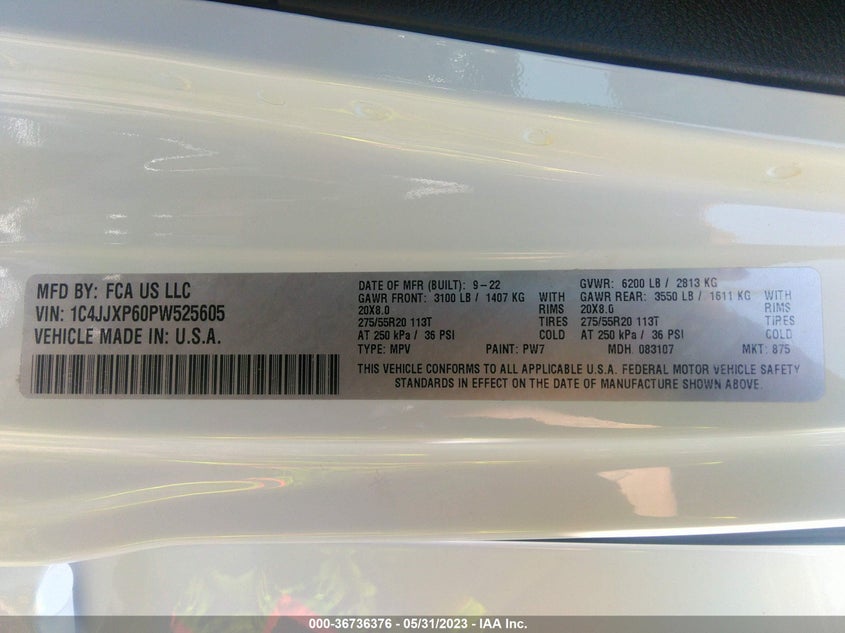 MFD BY: FCA US LLC
VIN: 1C4JJXP60PW525605
VEHICLE MADE IN: U.S.A.
DATE OF MFR (BUILT): 9-22
GVWR: 6200 LB / 2813 KG
GAWR FRONT: 3100 LB / 1407 KG WITH
GAWR REAR: 3550 LB / 1611 KG WITH
20X8.0 RIMS
20X8.0 RIMS
275/55R20 113T TIRES
275/55R20 113T TIRES
AT 250 kPa / 36 PSI COLD
AT 250 kPa / 36 PSI COLD
TYPE: MPV PAINT: PW7 MDH: 083107 MKT: 875
THIS VEHICLE CONFORMS TO ALL APPLICABLE U.S.A. FEDERAL MOTOR VEHICLE SAFETY
STANDARDS IN EFFECT ON THE DATE OF MANUFACTURE SHOWN ABOVE.
000-36736376 - 05/31/2023 - IAA Inc.